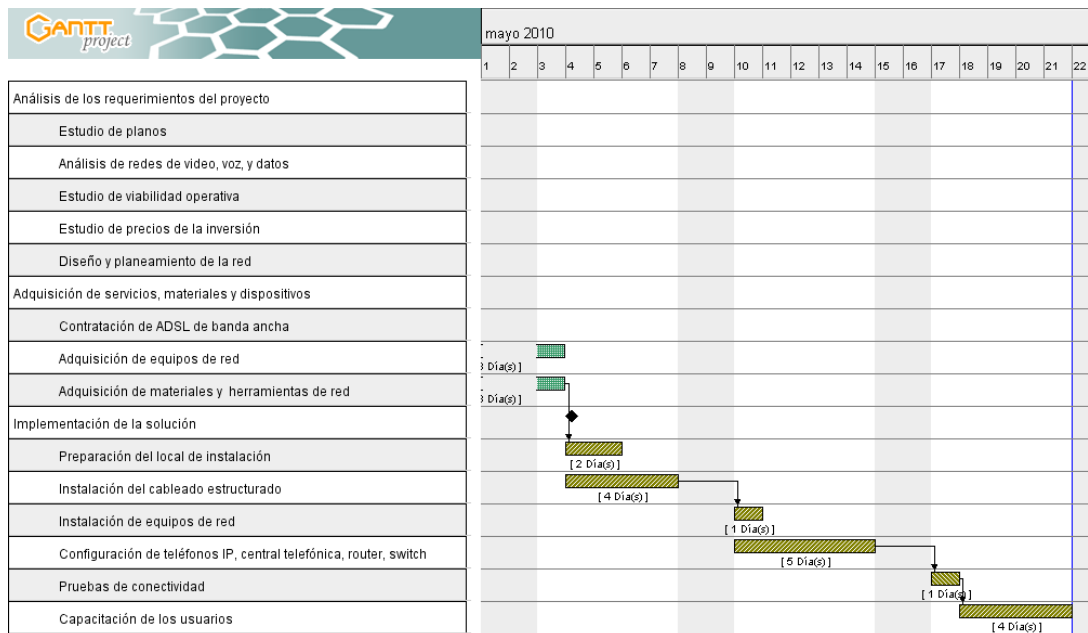 GANTT
project
mayo 2010
1 2 3 4 5 6 7 8 9 10 11 12 13 14 15 16 17 18 19 20 21 22
Análisis de los requerimientos del proyecto
Estudio de planos
Análisis de redes de video, voz, y datos
Estudio de viabilidad operativa
Estudio de precios de la inversión
Diseño y planeamiento de la red
Adquisición de servicios, materiales y dispositivos
Contratación de ADSL de banda ancha
Adquisición de equipos de red
Día(s) ]
Adquisición de materiales y herramientas de red
Día(s) ]
Implementación de la solución
Preparación del local de instalación
[ 2 Día(s) ]
Instalación del cableado estructurado
[ 4 Día(s) ]
Instalación de equipos de red
[ 1 Día(s) ]
Configuración de teléfonos IP, central telefónica, router, switch
[ 5 Día(s) ]
Pruebas de conectividad
[ 1 Día(s) ]
Capacitación de los usuarios
[ 4 Día(s) ]